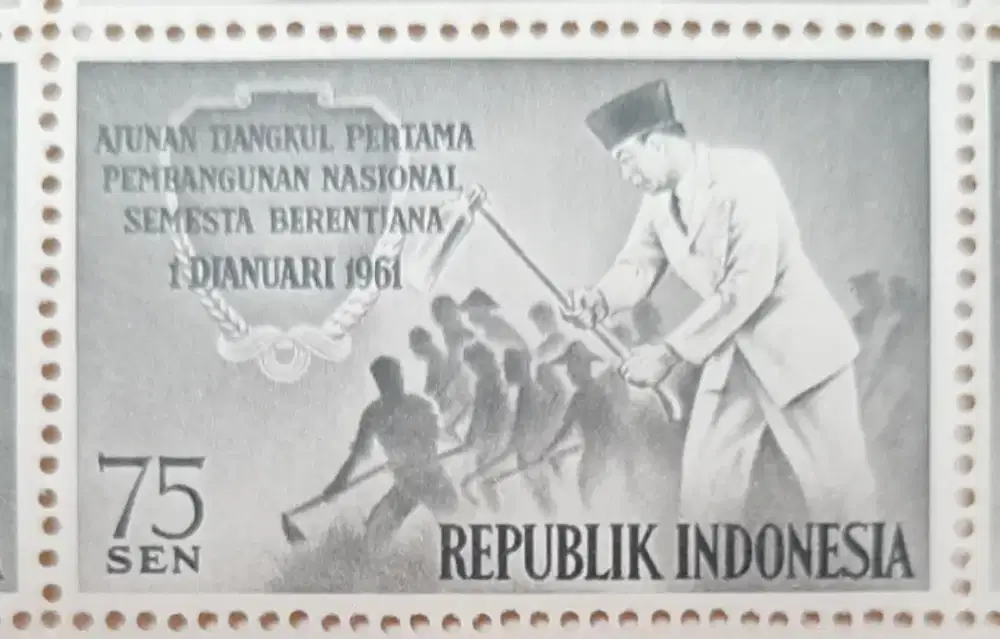 AJUNAN TJANGKUL PERTAMA
PEMBANGUNAN NASIONAL
SEMESTA BERENTJANA
1 DJANUARI 1961
75
SEN
REPUBLIK INDONESIA